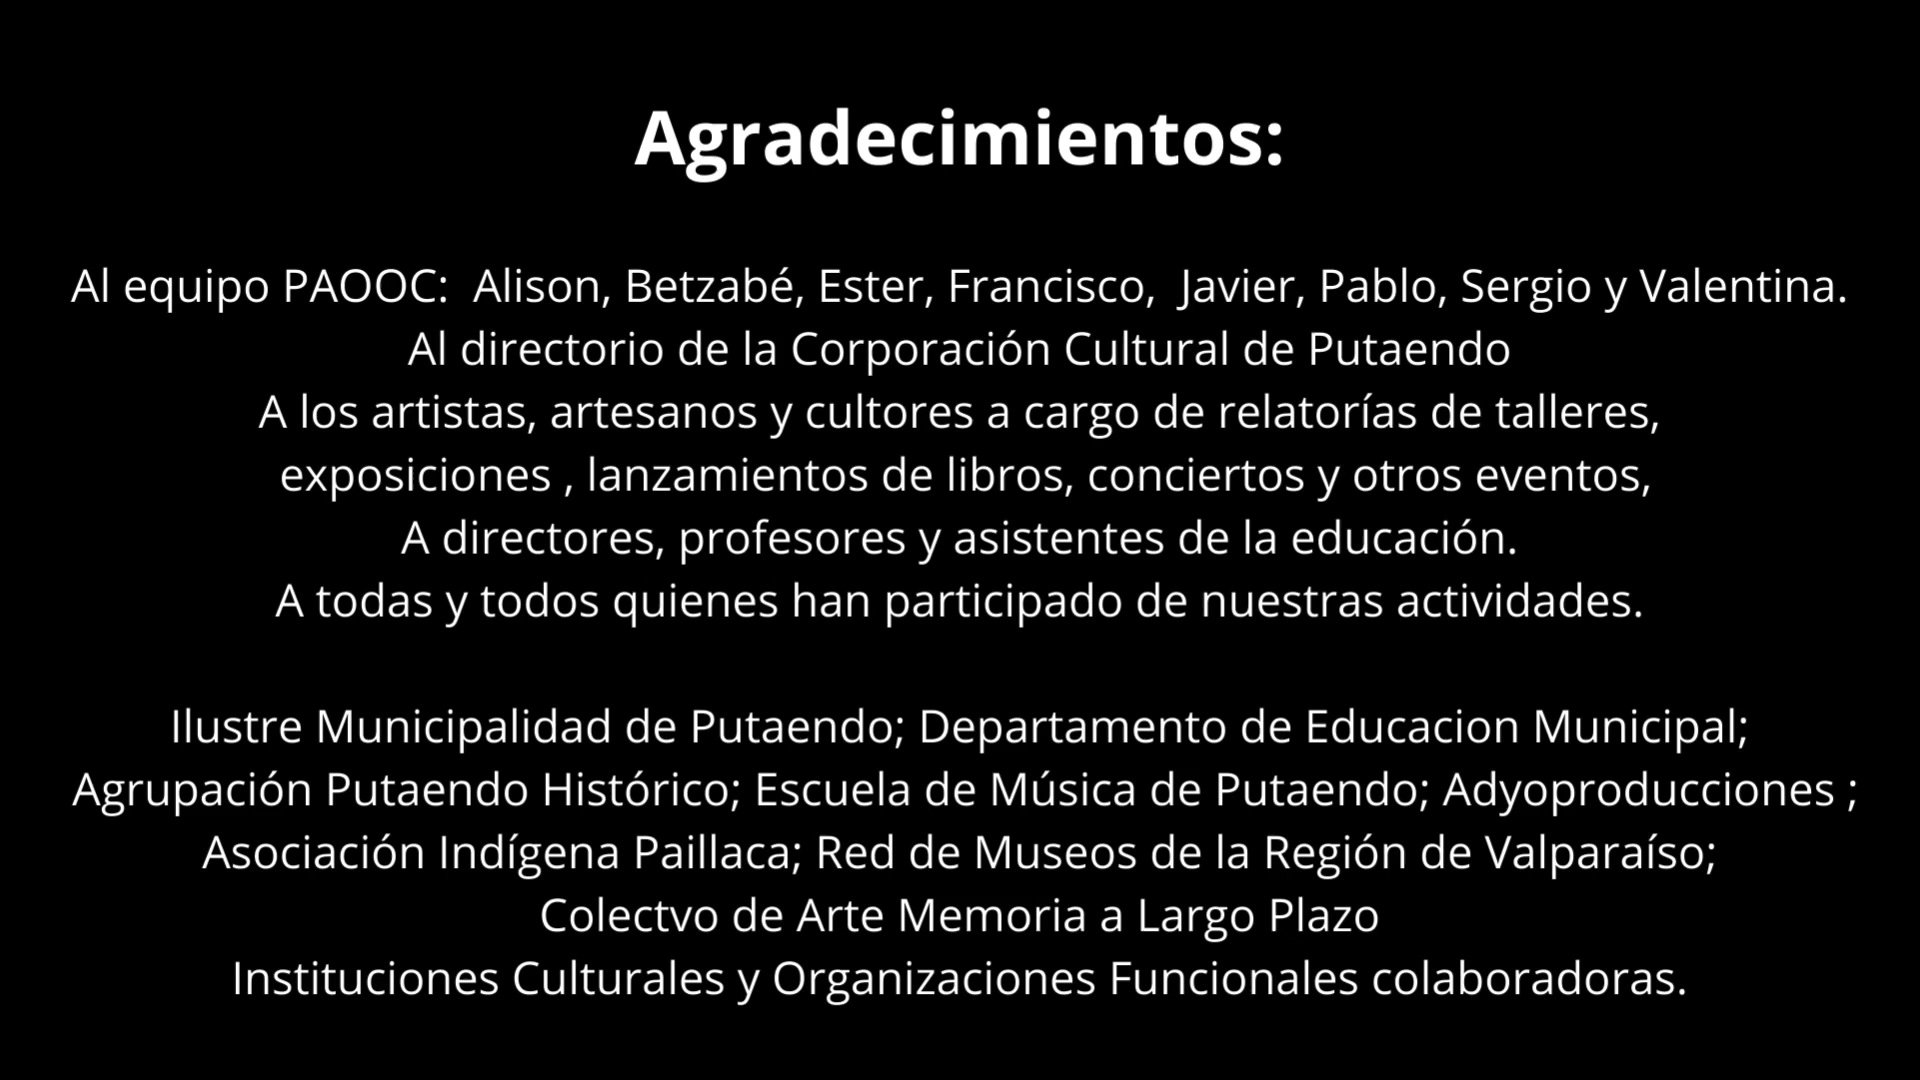 Agradecimientos:
Al equipo PAOOC:  Alison, Betzabé, Ester, Francisco,  Javier, Pablo, Sergio y Valentina.
Al directorio de la Corporación Cultural de Putaendo
A los artistas, artesanos y cultores a cargo de relatorías de talleres,
exposiciones , lanzamientos de libros, conciertos y otros eventos,
A directores, profesores y asistentes de la educación.
A todas y todos quienes han participado de nuestras actividades.
Ilustre Municipalidad de Putaendo; Departamento de Educacion Municipal;
Agrupación Putaendo Histórico; Escuela de Música de Putaendo; Adyoproducciones ;
Asociación Indígena Paillaca; Red de Museos de la Región de Valparaíso;
Colectvo de Arte Memoria a Largo Plazo
Instituciones Culturales y Organizaciones Funcionales colaboradoras.